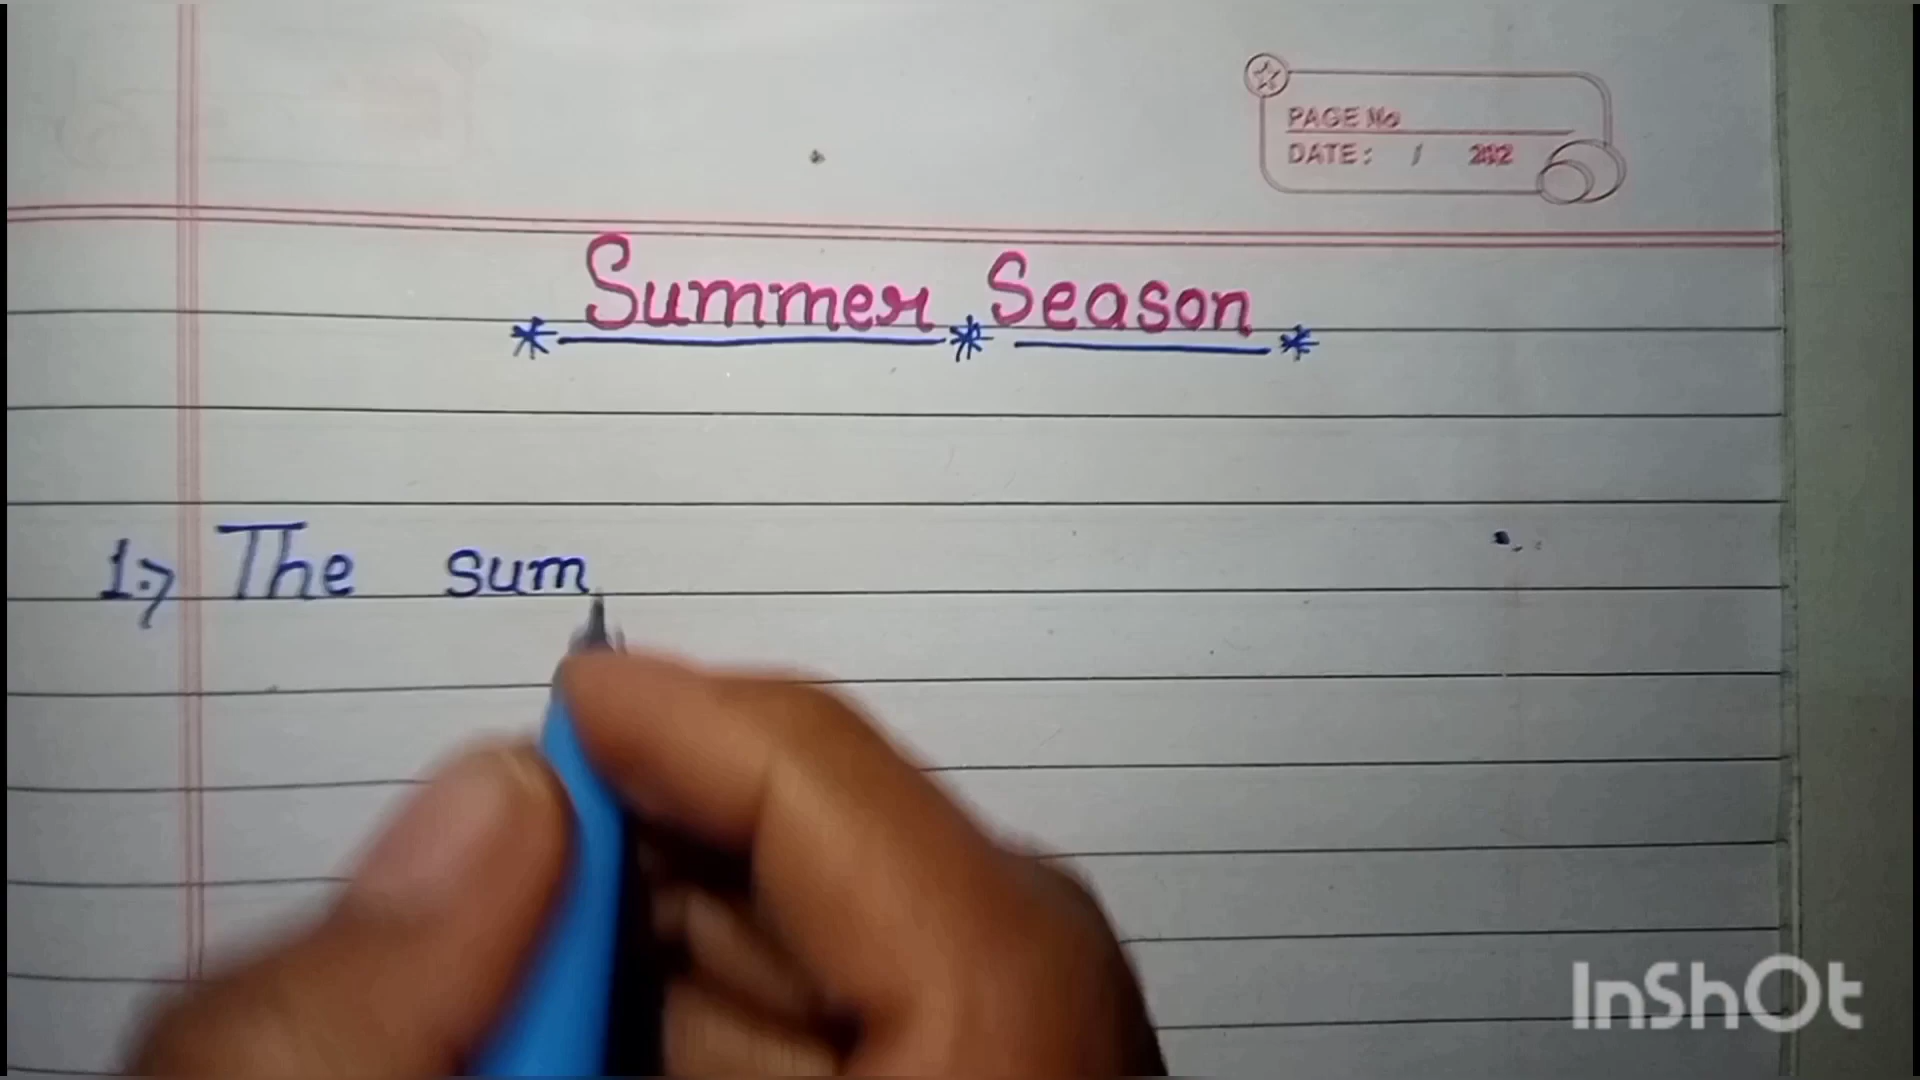 PAGE No
DATE: / 202
Summer Season
1.) The sum
InShOt